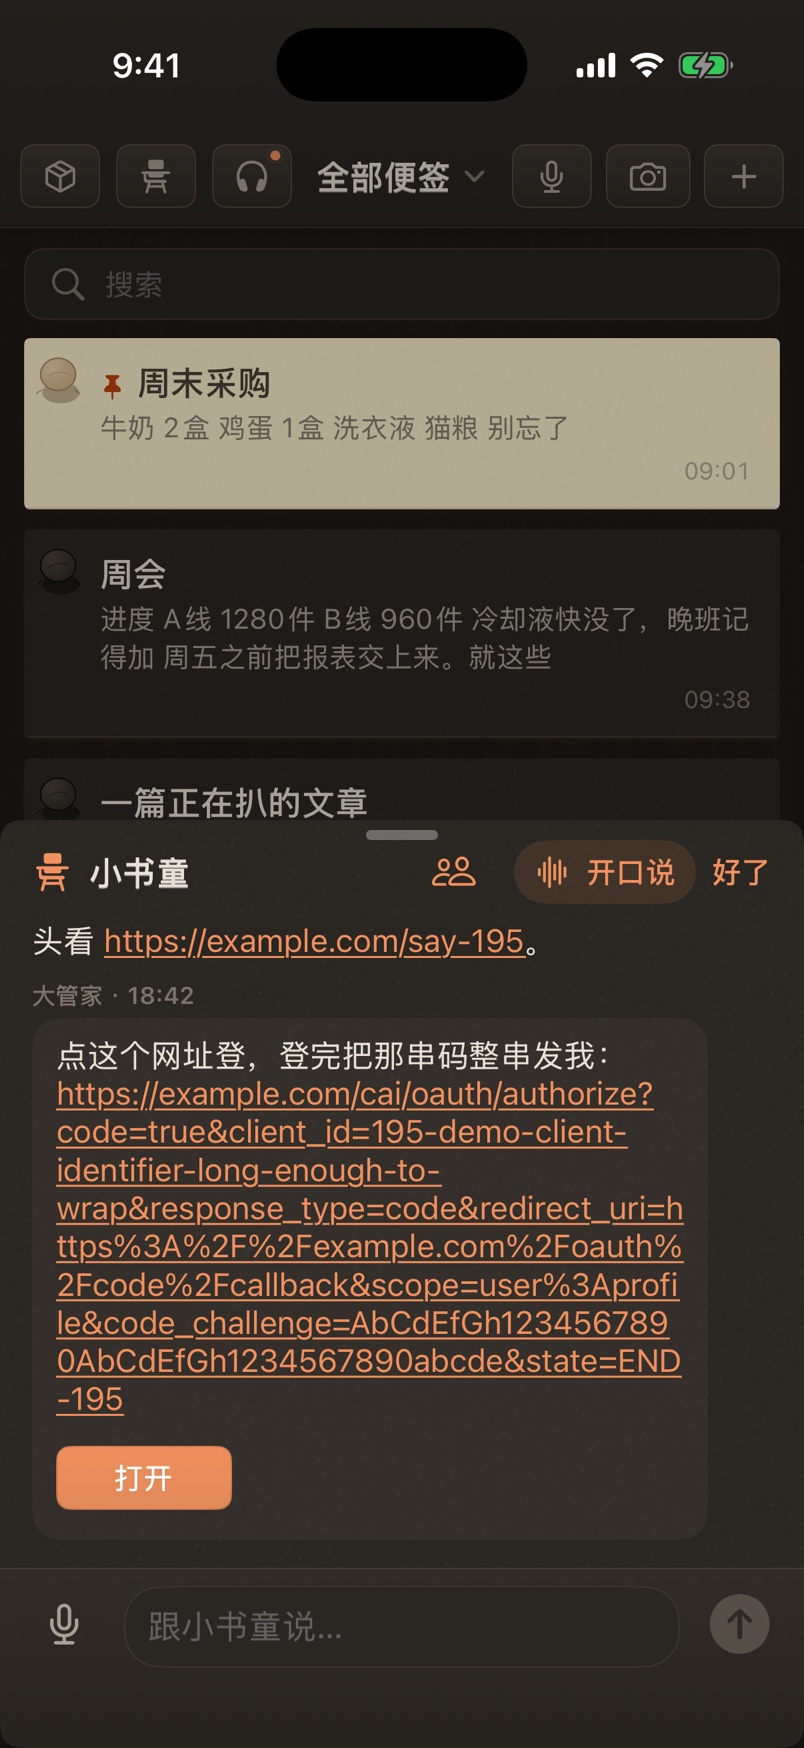 9:41
全部便签
搜索
周末采购
牛奶 2盒 鸡蛋 1盒 洗衣液 猫粮 别忘了
09:01
周会
进度 A线 1280件 B线 960件 冷却液快没了，晚班记
得加 周五之前把报表交上来。就这些
09:38
一篇正在扒的文章
小书童
开口说
好了
头看 https://example.com/say-195。
大管家 · 18:42
点这个网址登，登完把那串码整串发我：
https://example.com/cai/oauth/authorize?
code=true&client_id=195-demo-client-
identifier-long-enough-to-
wrap&response_type=code&redirect_uri=h
ttps%3A%2F%2Fexample.com%2Foauth%
2Fcode%2Fcallback&scope=user%3Aprofi
le&code_challenge=AbCdEfGh123456789
0AbCdEfGh1234567890abcde&state=END
-195
打开
跟小书童说...